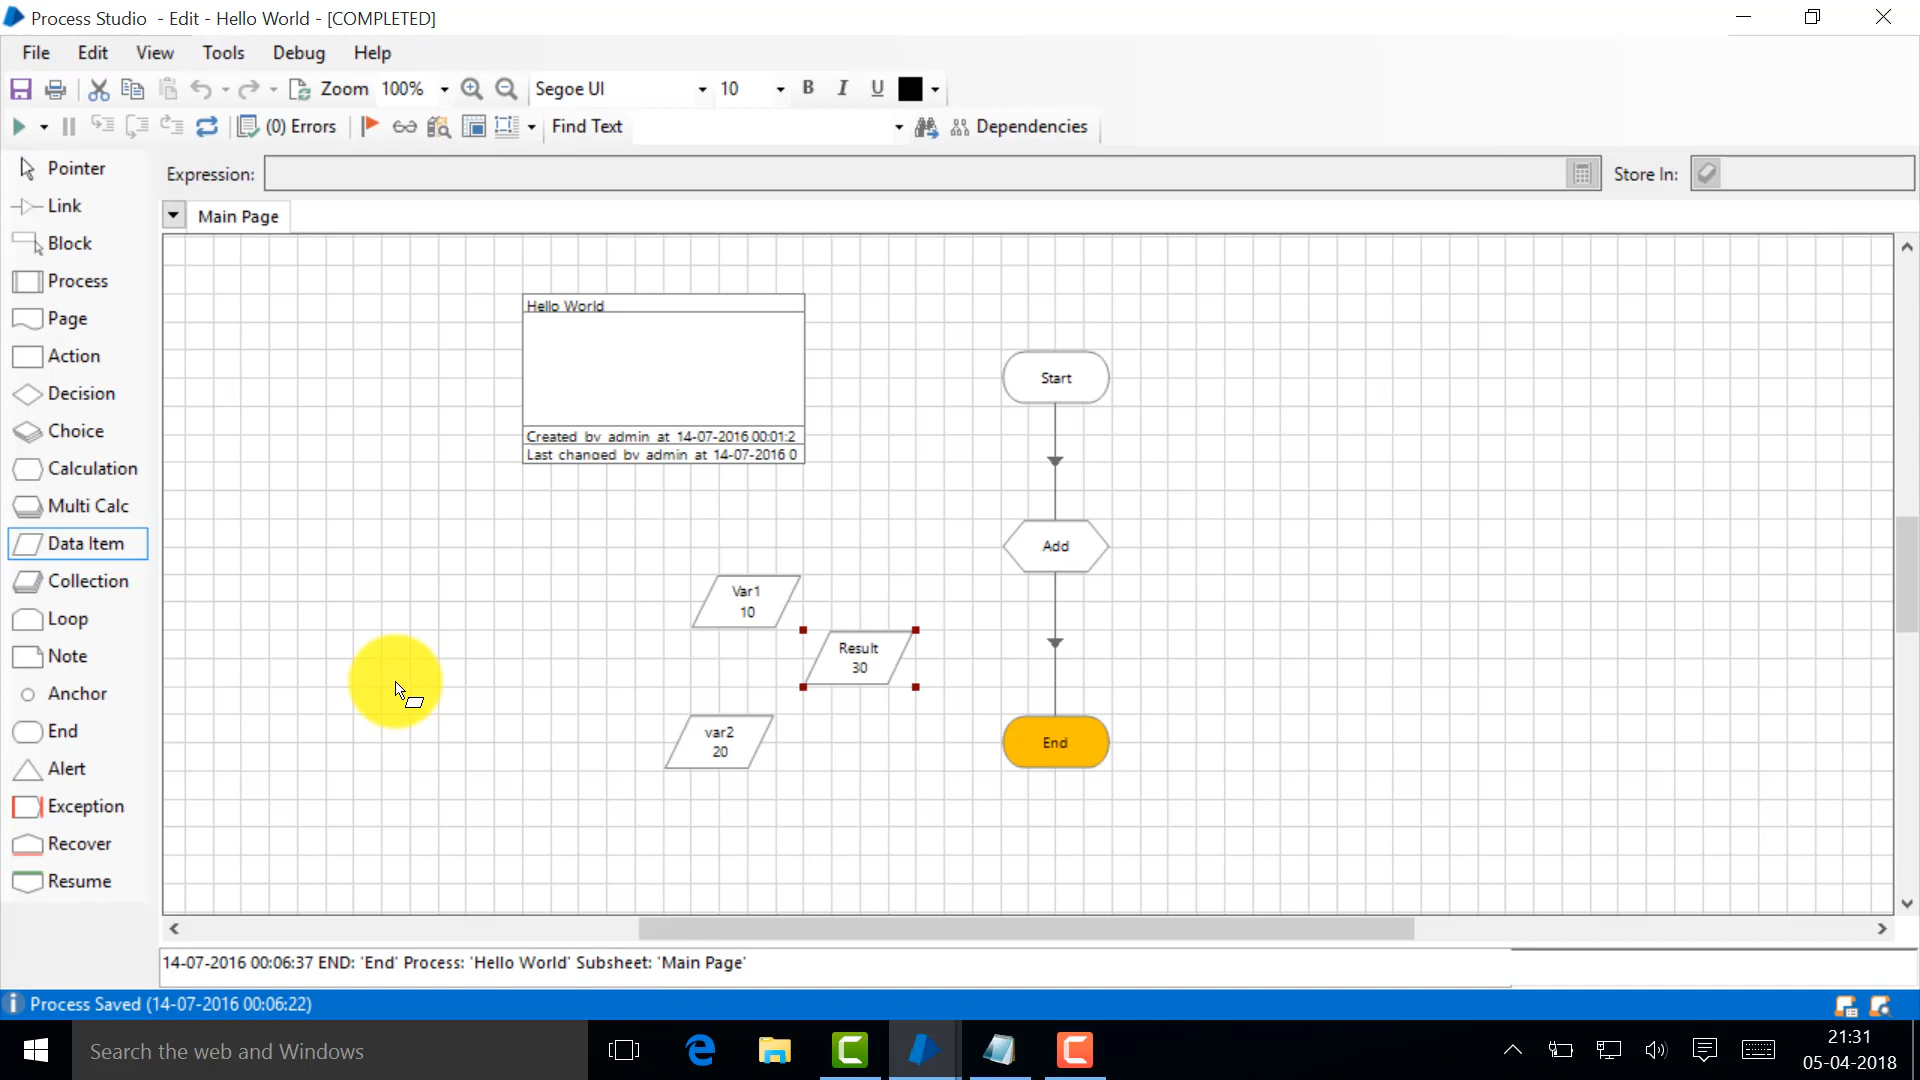 Process Studio - Edit - Hello World - [COMPLETED]
File Edit View Tools Debug Help
Zoom 100% Segoe UI 10 B I U
(0) Errors Find Text Dependencies
Expression: Store In:
Main Page
Pointer
Link
Block
Process
Page
Action
Decision
Choice
Calculation
Multi Calc
Data Item
Collection
Loop
Note
Anchor
End
Alert
Exception
Recover
Resume
Hello World
Created by admin at 14-07-2016 00:01:2
Last changed by admin at 14-07-2016 0
Start
Add
Var1
10
Result
30
var2
20
End
14-07-2016 00:06:37 END: 'End' Process: 'Hello World' Subsheet: 'Main Page'
Process Saved (14-07-2016 00:06:22)
Search the web and Windows
21:31
05-04-2018